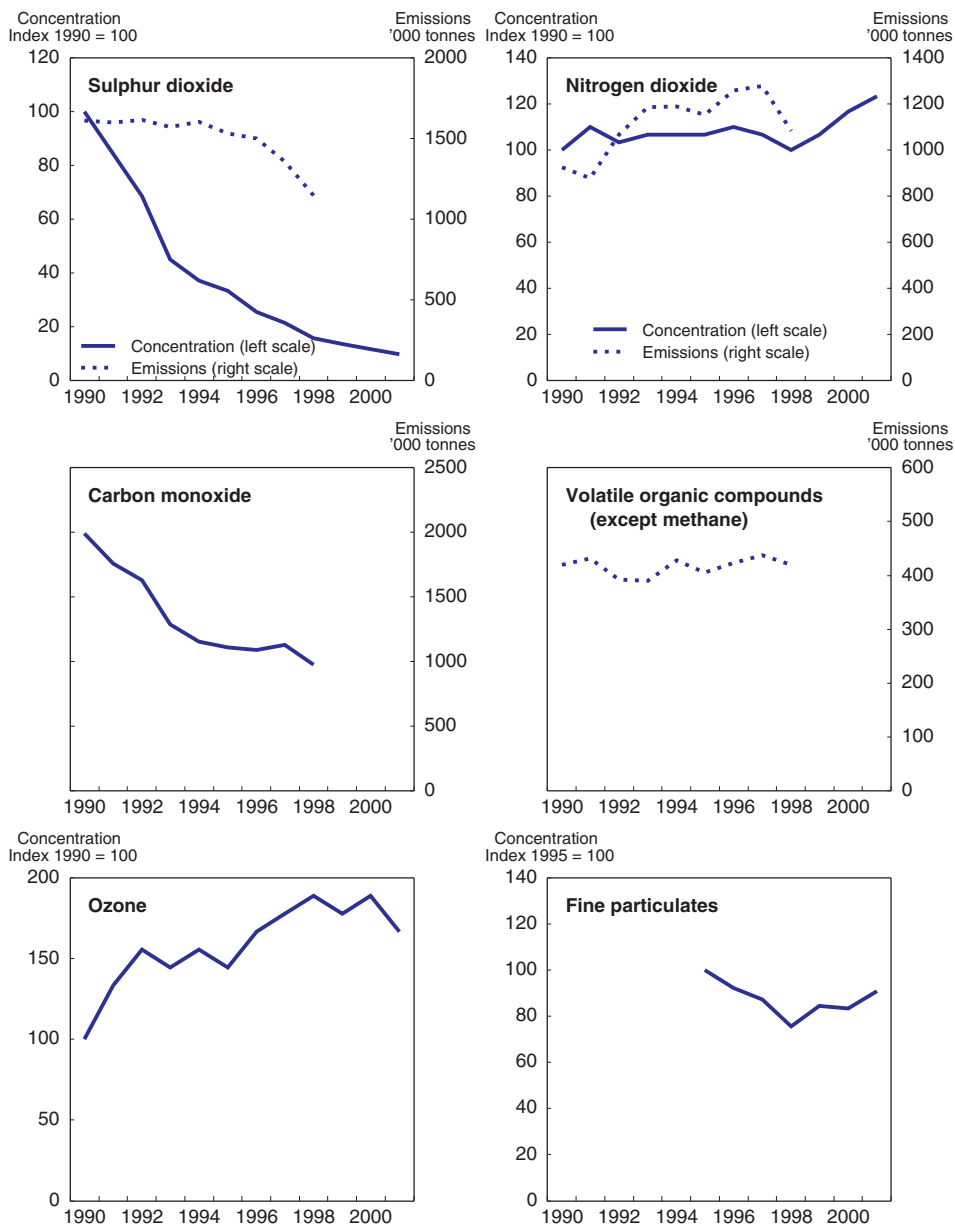 Concentration
Index 1990 = 100
Emissions
'000 tonnes
Sulphur dioxide
120
100
80
60
40
20
0
2000
1500
1000
500
0
Concentration (left scale)
Emissions (right scale)
1990 1992 1994 1996 1998 2000
Concentration
Index 1990 = 100
Emissions
'000 tonnes
Nitrogen dioxide
140
120
100
80
60
40
20
0
1400
1200
1000
800
600
400
200
0
Concentration (left scale)
Emissions (right scale)
1990 1992 1994 1996 1998 2000
Emissions
'000 tonnes
Carbon monoxide
2500
2000
1500
1000
500
0
1990 1992 1994 1996 1998 2000
Emissions
'000 tonnes
Volatile organic compounds
(except methane)
600
500
400
300
200
100
0
1990 1992 1994 1996 1998 2000
Concentration
Index 1990 = 100
Ozone
200
150
100
50
0
1990 1992 1994 1996 1998 2000
Concentration
Index 1995 = 100
Fine particulates
140
120
100
80
60
40
20
0
1990 1992 1994 1996 1998 2000